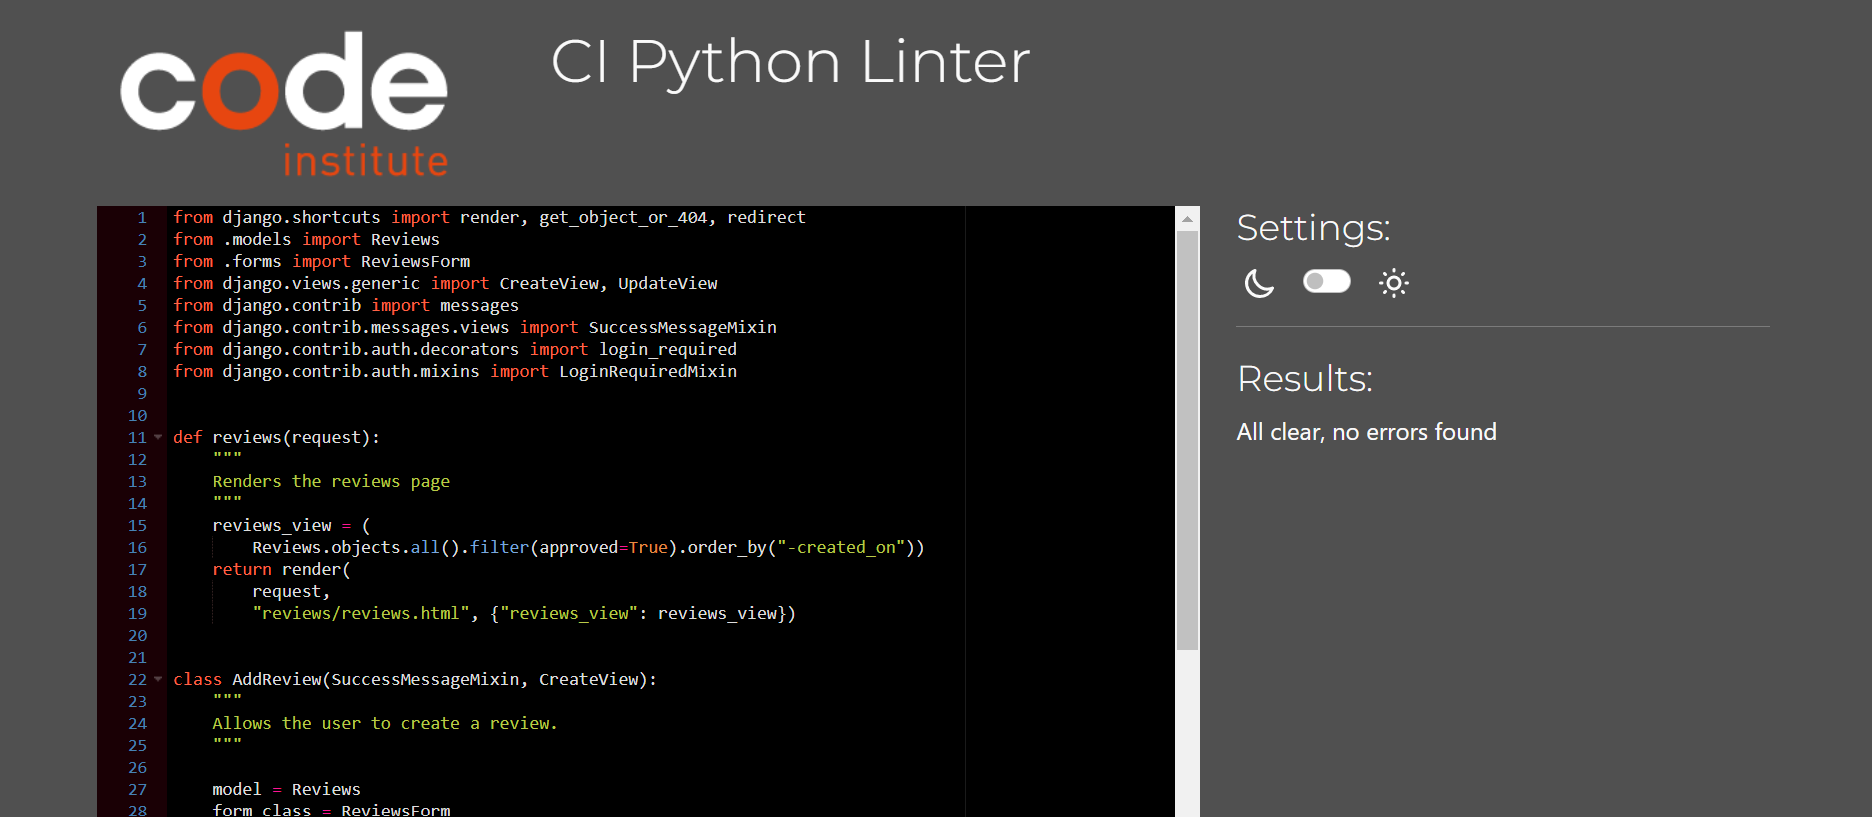 code
institute
CI Python Linter
1 from django.shortcuts import render, get_object_or_404, redirect
2 from .models import Reviews
3 from .forms import ReviewsForm
4 from django.views.generic import CreateView, UpdateView
5 from django.contrib import messages
6 from django.contrib.messages.views import SuccessMessageMixin
7 from django.contrib.auth.decorators import login_required
8 from django.contrib.auth.mixins import LoginRequiredMixin
9
10
11 def reviews(request):
12     """
13     Renders the reviews page
14     """
15     reviews_view = (
16         Reviews.objects.all().filter(approved=True).order_by("-created_on"))
17     return render(
18         request,
19         "reviews/reviews.html", {"reviews_view": reviews_view})
20
21
22 class AddReview(SuccessMessageMixin, CreateView):
23     """
24     Allows the user to create a review.
25     """
26
27     model = Reviews
28     form_class = ReviewsForm
Settings:
Results:
All clear, no errors found